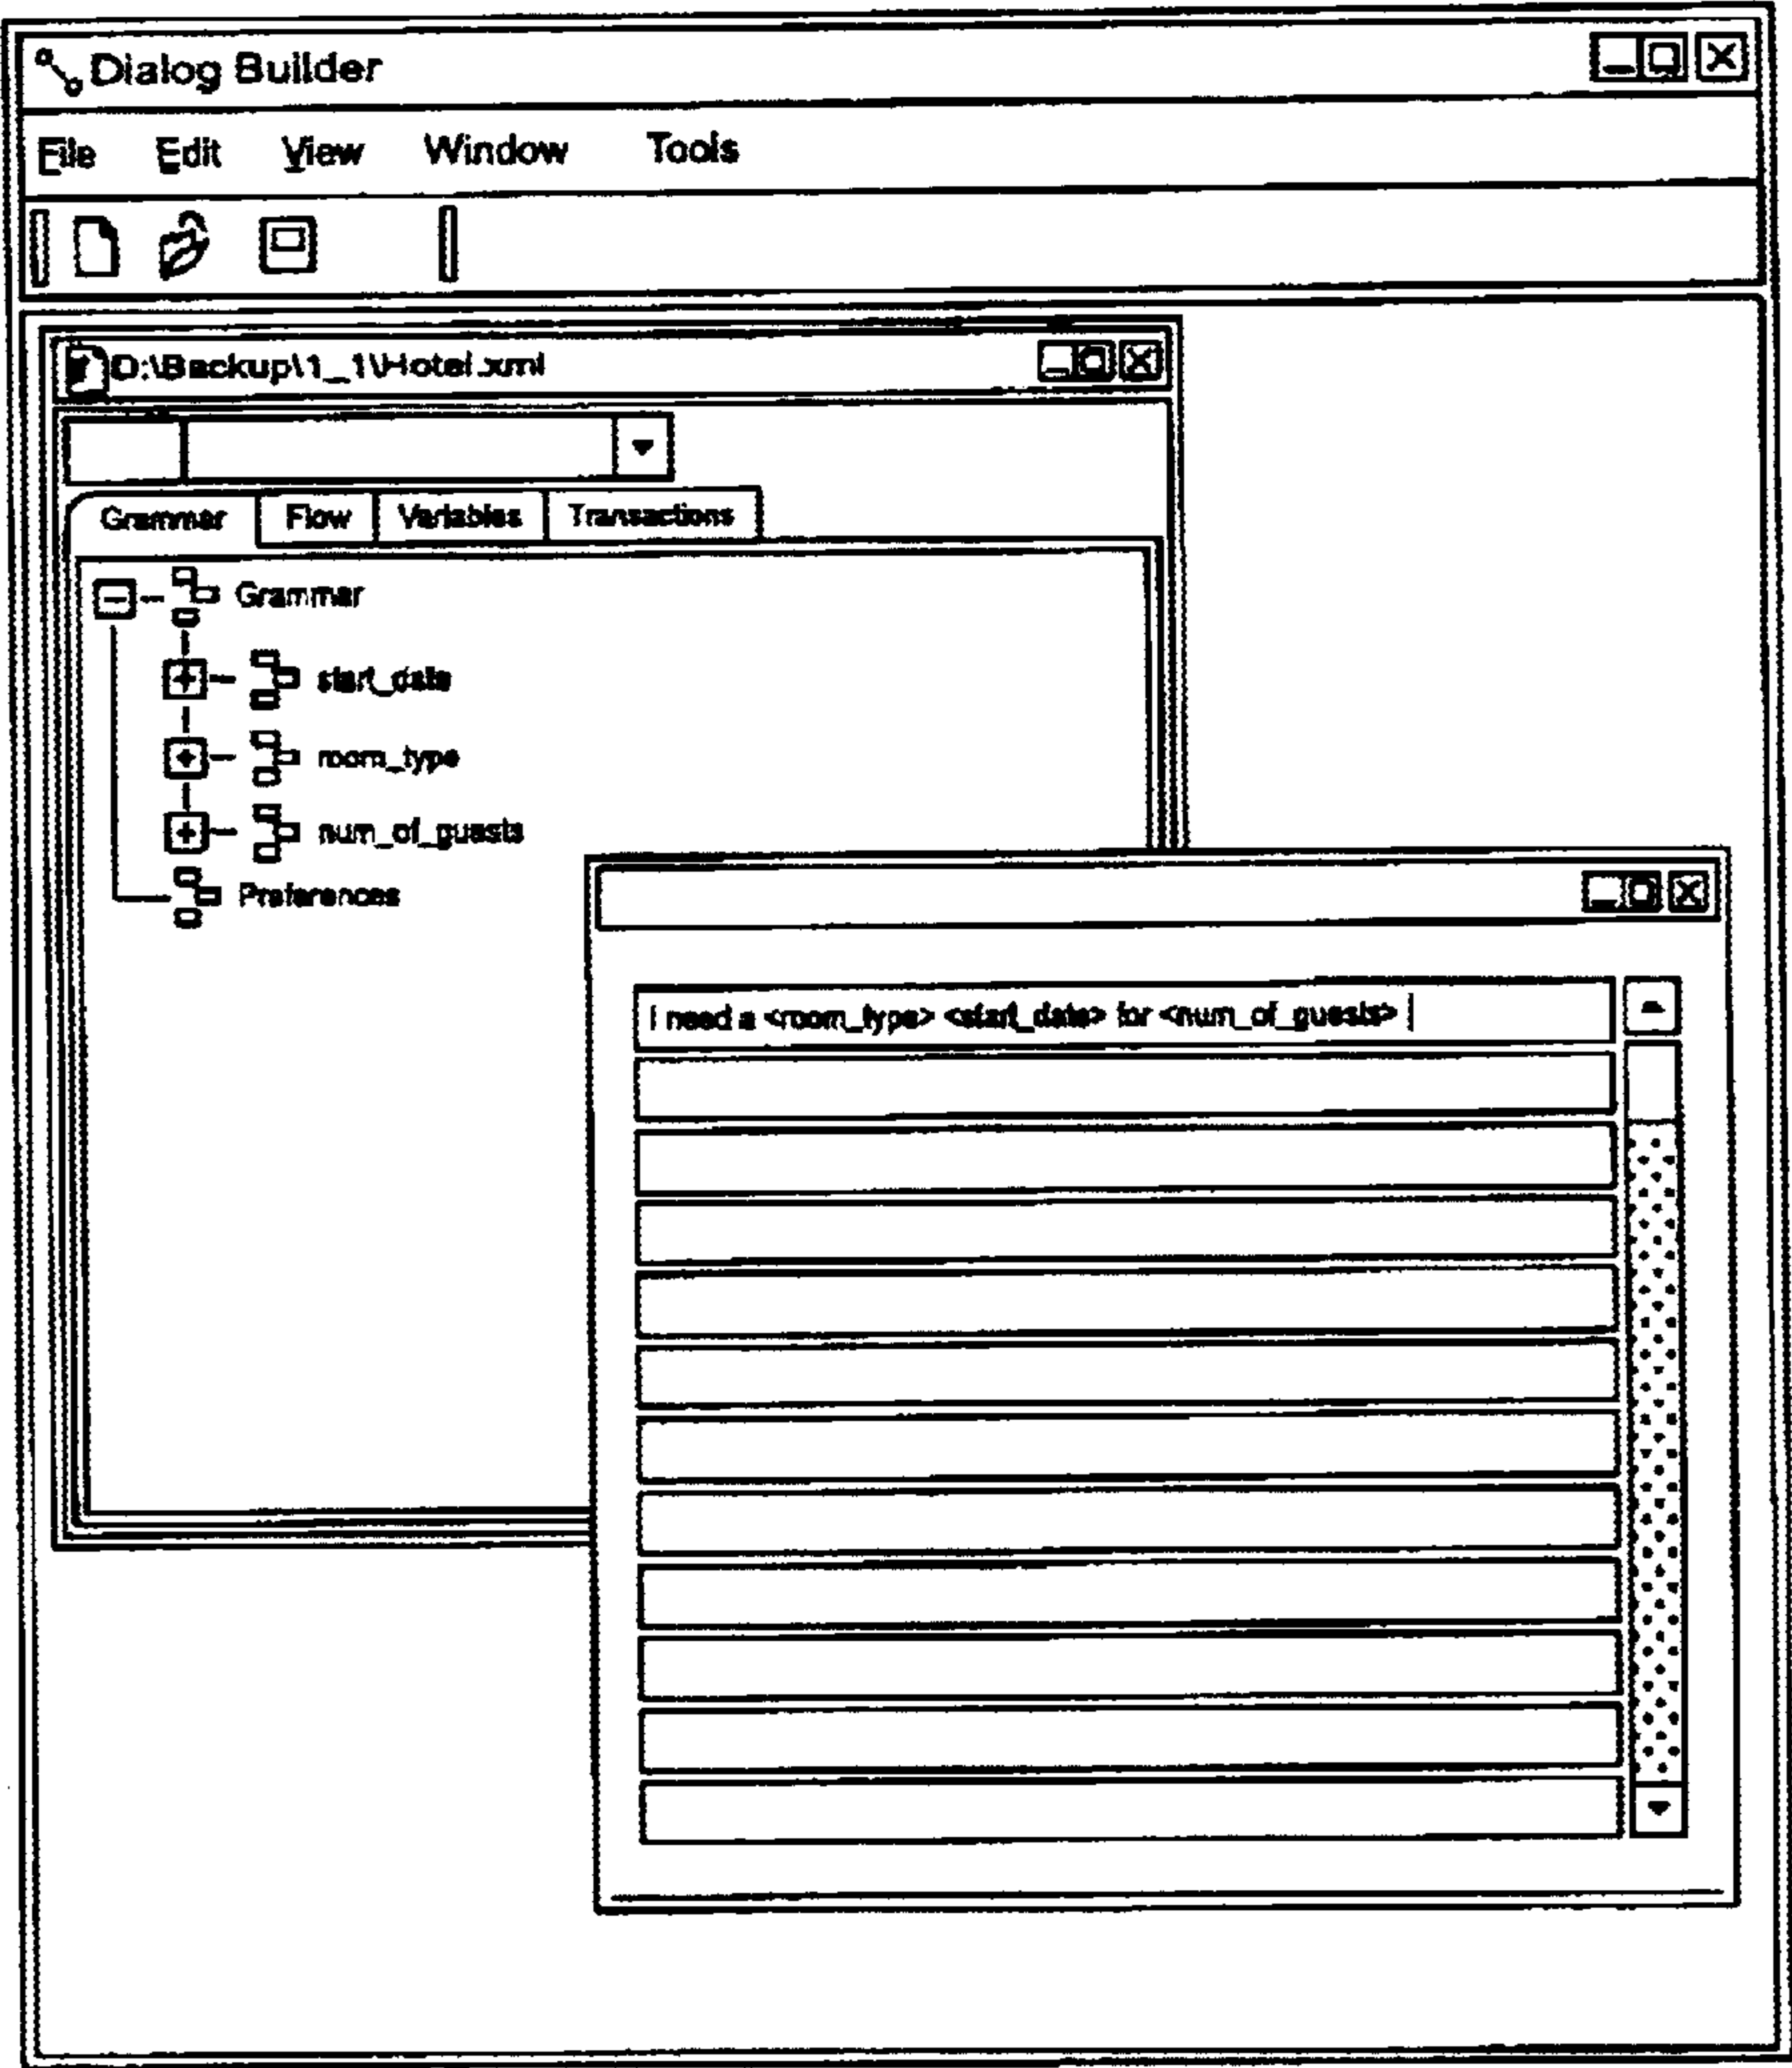 Dialog Builder
File Edit View Window Tools
D:\Backup\1_1\Hotel.xml
Grammar Flow Variables Transactions
Grammar
start_date
room_type
num_of_guests
Preferences
I need a <room_type> <start_date> for <num_of_guests>